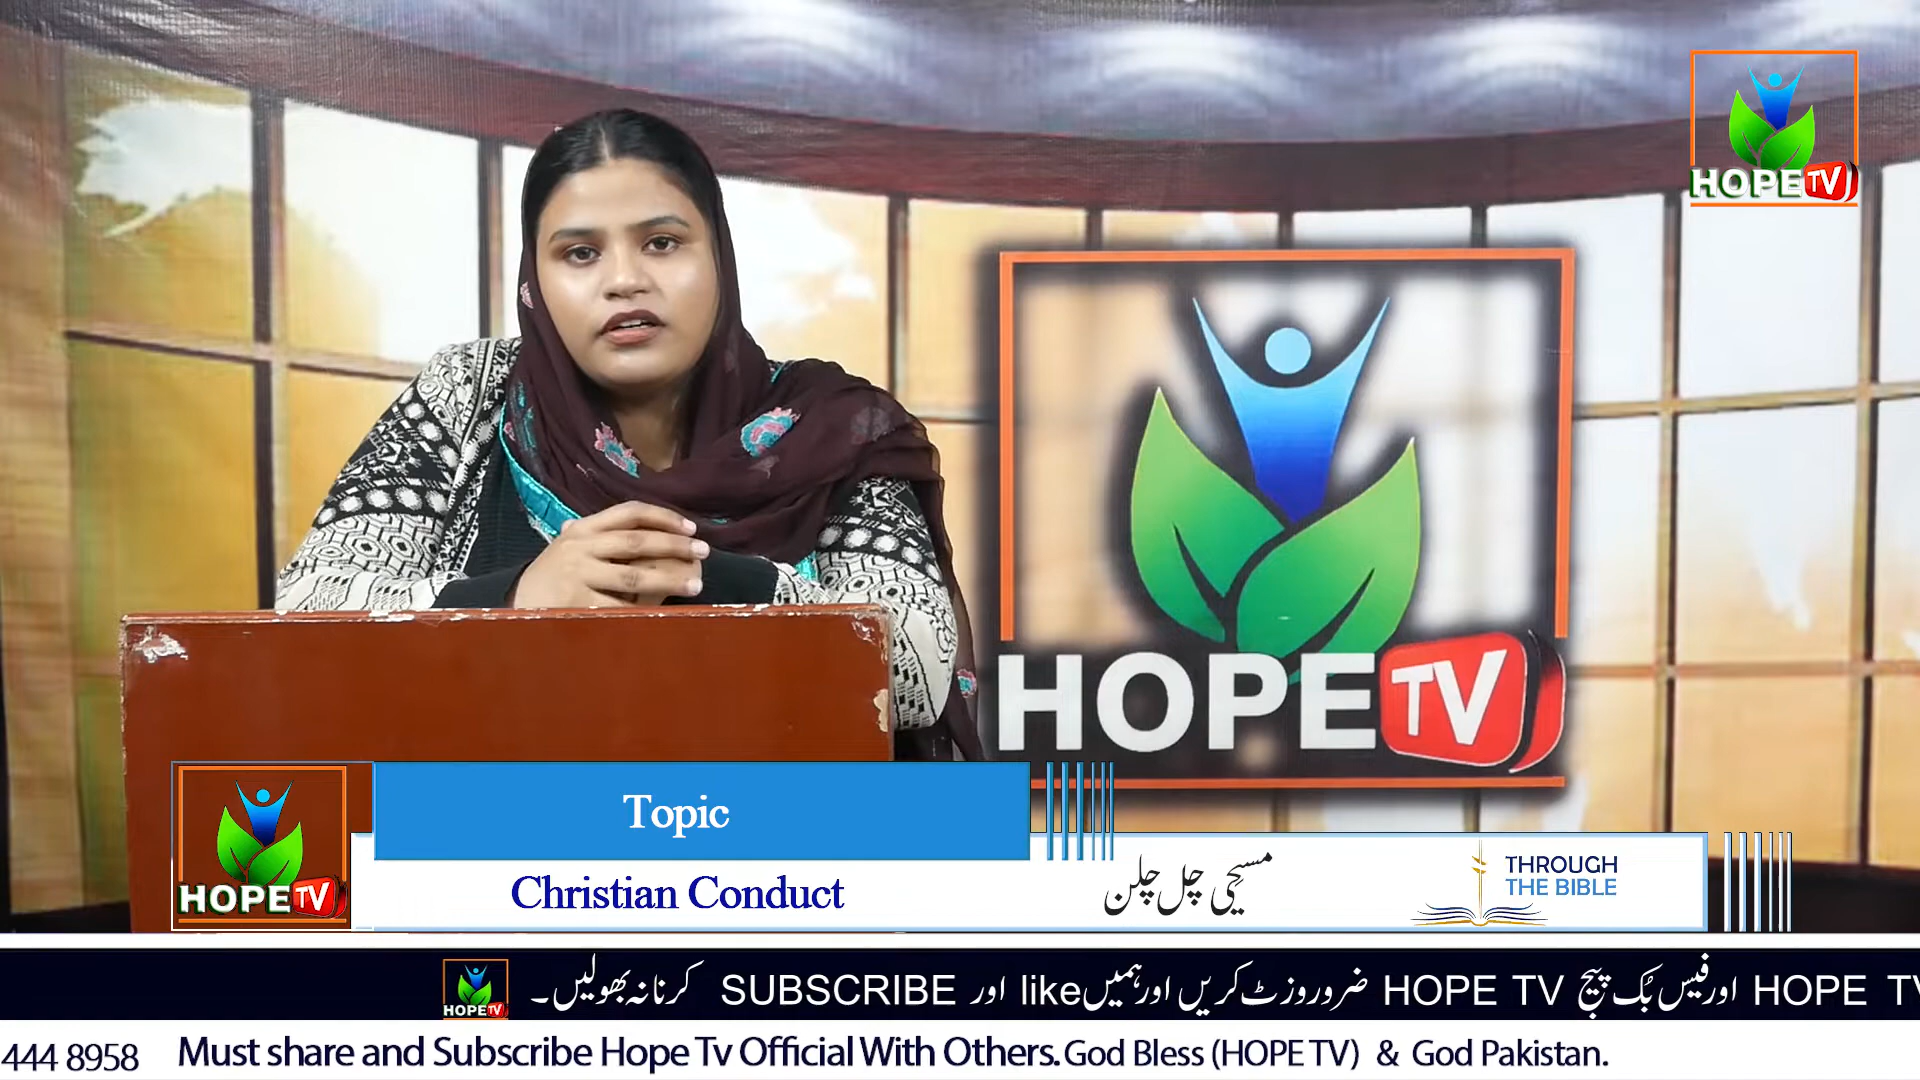 HOPE TV
HOPE TV
Topic
Christian Conduct
مسیحی چل چلن
THROUGH
THE BIBLE
HOPE TV
HOPE TV اور فیس بُک پیج HOPE TV ضرور وزٹ کریں اور ہمیں like اور SUBSCRIBE کرنا نہ بھولیں۔
HOPE TV
444 8958 Must share and Subscribe Hope Tv Official With Others. God Bless (HOPE TV) & God Pakistan.